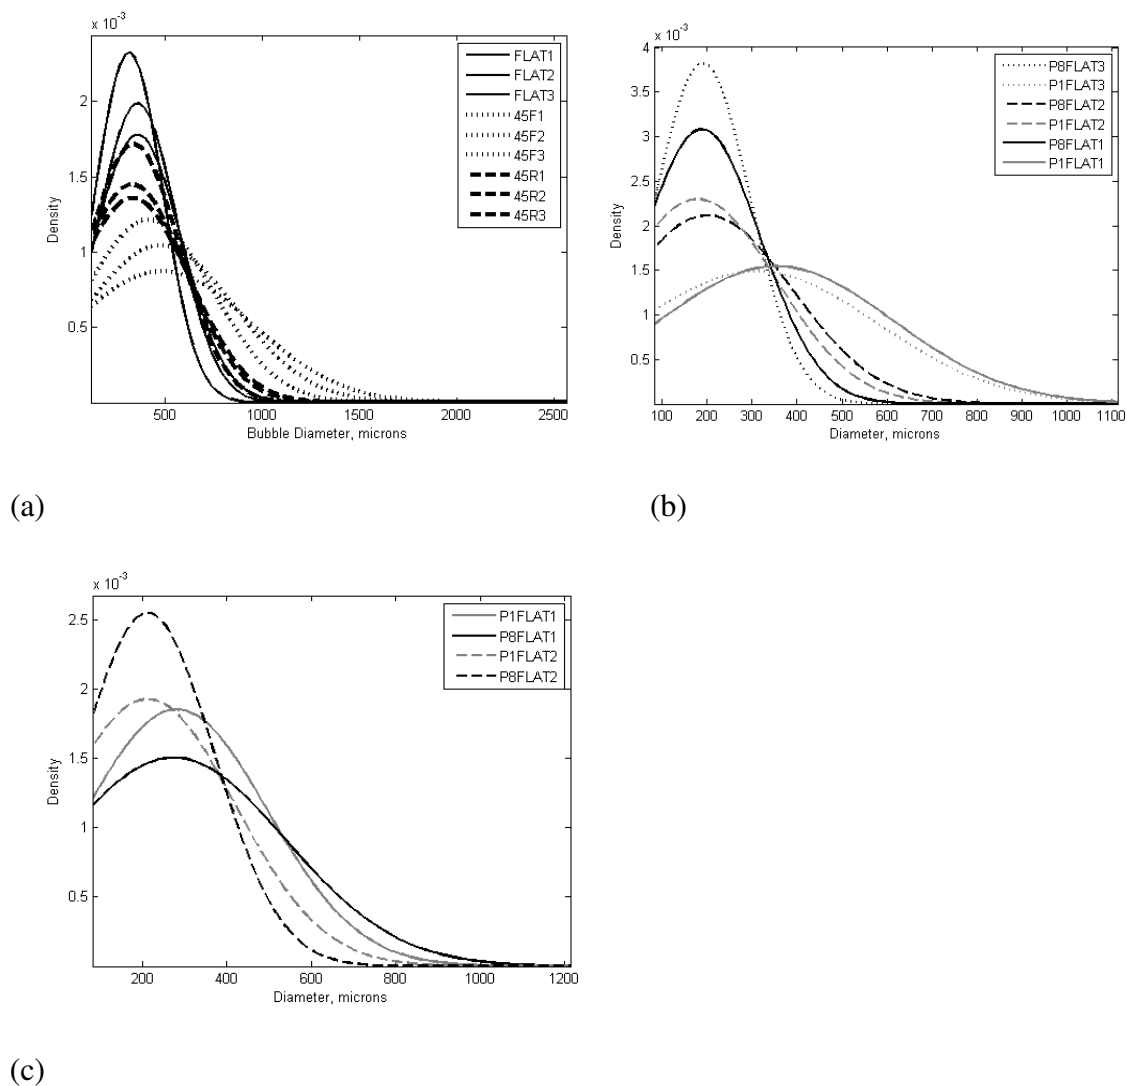 x 10-3
2
1.5
1
0.5
Density
500 1000 1500 2000 2500
Bubble Diameter, microns
FLAT1
FLAT2
FLAT3
45F1
45F2
45F3
45R1
45R2
45R3
(a)
x 10-3
4
3.5
3
2.5
2
1.5
1
0.5
Density
100 200 300 400 500 600 700 800 900 1000 1100
Diameter, microns
P8FLAT3
P1FLAT3
P8FLAT2
P1FLAT2
P8FLAT1
P1FLAT1
(b)
x 10-3
2.5
2
1.5
1
0.5
Density
200 400 600 800 1000 1200
Diameter, microns
P1FLAT1
P8FLAT1
P1FLAT2
P8FLAT2
(c)